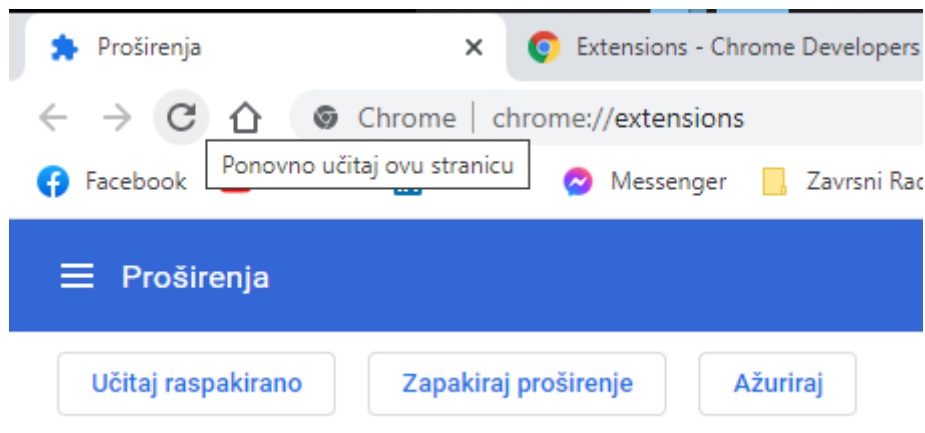 Proširenja
Extensions - Chrome Developers
Chrome | chrome://extensions
Ponovno učitaj ovu stranicu
Facebook Messenger Zavrsni Rad
Proširenja
Učitaj raspakirano Zapakiraj proširenje Ažuriraj